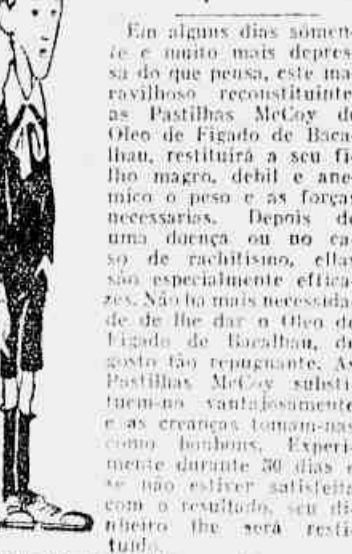 Em alguns dias sómen-
te e muito mais depres-
sa do que pensa, este ma-
ravilhoso reconstituinte
as Pastilhas McCoy de
Oleo de Figado de Baca-
lhau, restituirá a seu fi-
lho magro, debil e ane-
mico o peso e as forças
necessarias. Depois de
uma doença ou no ca-
so de rachitismo, ellas
são especialmente effica-
zes. Não ha mais necessida-
de de lhe dar o Oleo de
Figado de Bacalhau, de
gosto tão repugnante. As
Pastilhas McCoy substi-
tuem-no vantajosamente
e as creanças tomam-nas
como bonbons. Experi-
mente durante 30 dias e
se não estiver satisfeita
com o resultado, seu di-
nheiro lhe será resti-
tuido.